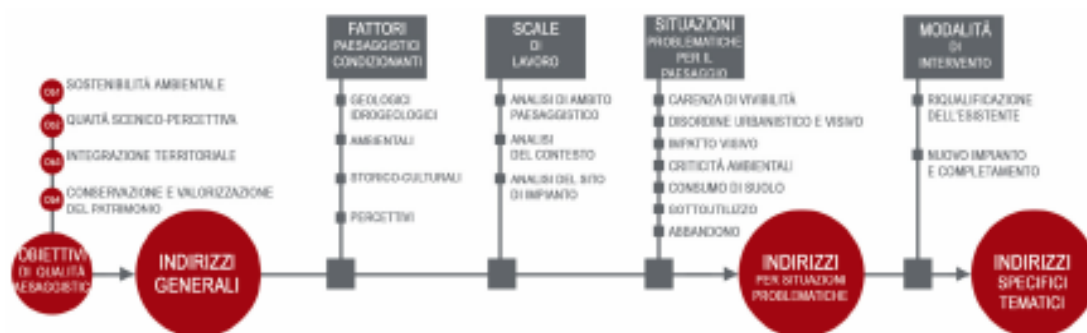 FATTORI
PAESAGGISTICI
CONDIZIONANTI
SCALE
DI
LAVORO
SITUAZIONI
PROBLEMATICHE
PER IL
PAESAGGIO
MODALITÀ
DI
INTERVENTO
Ob1 SOSTENIBILITÀ AMBIENTALE
Ob2 QUAITÀ SCENICO-PERCETTIVA
Ob3 INTEGRAZIONE TERRITORIALE
Ob4 CONSERVAZIONE E VALORIZZAZIONE
DEL PATRIMONIO
GEOLOGICI
IDROGEOLOGICI
AMBIENTALI
STORICO-CULTURALI
PERCETTIVI
ANALISI DI AMBITO
PAESAGGISTICO
ANALISI
DEL CONTESTO
ANALISI DEL SITO
DI IMPIANTO
CARENZA DI VIVIBILITÀ
DISORDINE URBANISTICO E VISIVO
IMPATTO VISIVO
CRITICITÀ AMBIENTALI
CONSUMO DI SUOLO
SOTTOUTILIZZO
ABBANDONO
RIQUALIFICAZIONE
DELL'ESISTENTE
NUOVO IMPIANTO
E COMPLETAMENTO
OBIETTIVI
DI QUALITÀ
PAESAGGISTICA
INDIRIZZI
GENERALI
INDIRIZZI
PER SITUAZIONI
PROBLEMATICHE
INDIRIZZI
SPECIFICI
TEMATICI